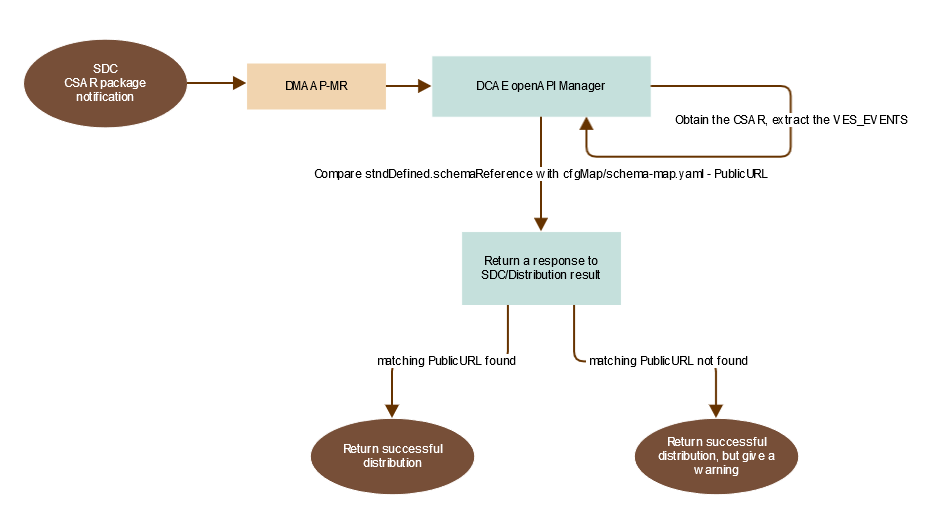 SDC
CSAR package
notification
DMAAP-MR
DCAE openAPI Manager
Obtain the CSAR, extract the VES_EVENTS
Compare stndDefined.schemaReference with cfgMap/schema-map.yaml - PublicURL
Return a response to
SDC/Distribution result
matching PublicURL found
matching PublicURL not found
Return successful
distribution
Return successful
distribution, but give a
warning